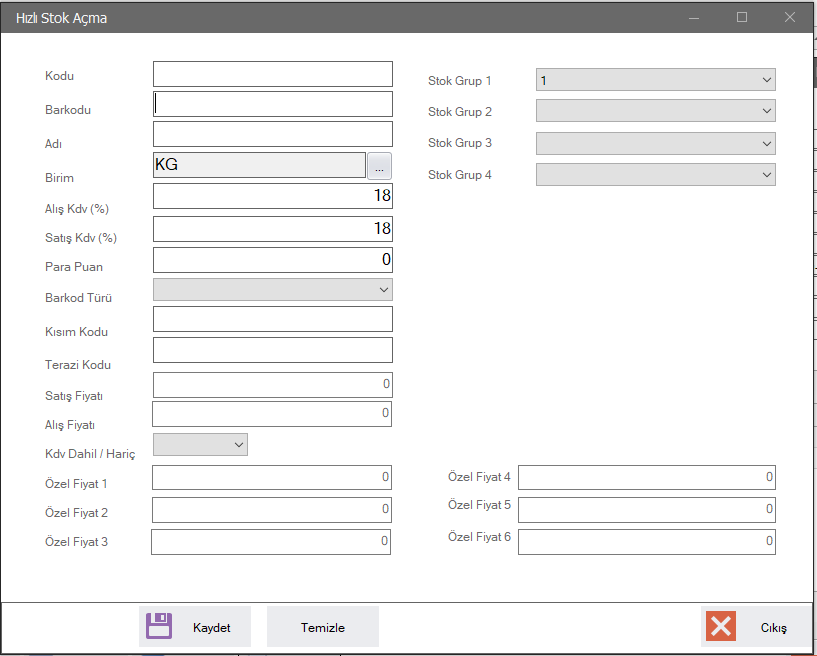 Hızlı Stok Açma
Kodu
Barkodu
Adı
Birim KG ...
Alış Kdv (%) 18
Satış Kdv (%) 18
Para Puan 0
Barkod Türü
Kısım Kodu
Terazi Kodu
Satış Fiyatı 0
Alış Fiyatı 0
Kdv Dahil / Hariç
Özel Fiyat 1 0
Özel Fiyat 2 0
Özel Fiyat 3 0
Stok Grup 1 1
Stok Grup 2
Stok Grup 3
Stok Grup 4
Özel Fiyat 4 0
Özel Fiyat 5 0
Özel Fiyat 6 0
Kaydet Temizle Cıkış